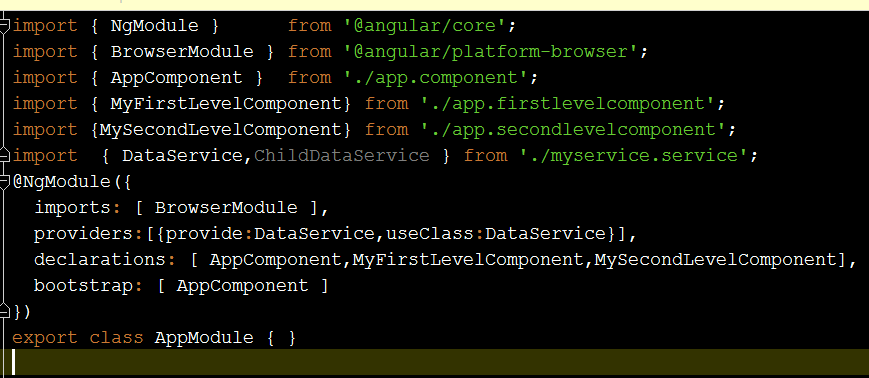 import { NgModule }      from '@angular/core';
import { BrowserModule } from '@angular/platform-browser';
import { AppComponent }  from './app.component';
import { MyFirstLevelComponent} from './app.firstlevelcomponent';
import {MySecondLevelComponent} from './app.secondlevelcomponent';
import  { DataService,ChildDataService } from './myservice.service';
@NgModule({
  imports: [ BrowserModule ],
  providers:[{provide:DataService,useClass:DataService}],
  declarations: [ AppComponent,MyFirstLevelComponent,MySecondLevelComponent],
  bootstrap: [ AppComponent ]
})
export class AppModule { }